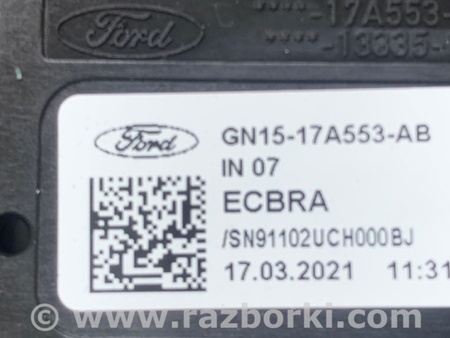 Ford
-17A553-
-13335-
Ford
GN15-17A553-AB
IN 07
ECBRA
/SN91102UCH000BJ
17.03.2021 11:31
© www.razborki.com